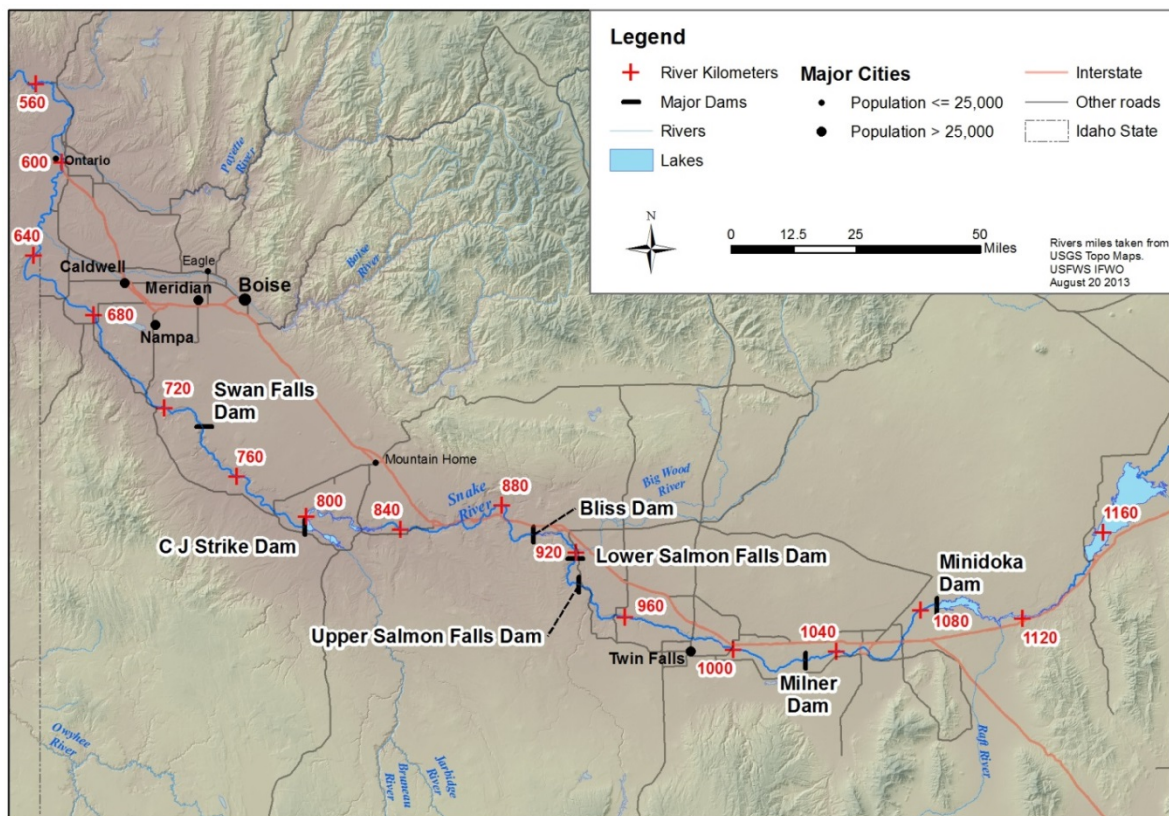 Legend
River Kilometers
Major Dams
Rivers
Lakes
Major Cities
Population <= 25,000
Population > 25,000
Interstate
Other roads
Idaho State
N
0 12.5 25 50
Miles
Rivers miles taken from
USGS Topo Maps.
USFWS IFWO
August 20 2013
560
600
Ontario
Payette
River
640
Caldwell
Eagle
Meridian
Boise
Boise
River
680
Nampa
720
Swan Falls
Dam
760
Mountain Home
800
C J Strike Dam
840
Snake
River
880
Big Wood
River
Bliss Dam
920
Lower Salmon Falls Dam
Upper Salmon Falls Dam
960
Twin Falls
1000
1040
Milner
Dam
Minidoka
Dam
1080
1120
1160
Raft River
Owyhee
River
Bruneau
River
Jarbidge
River